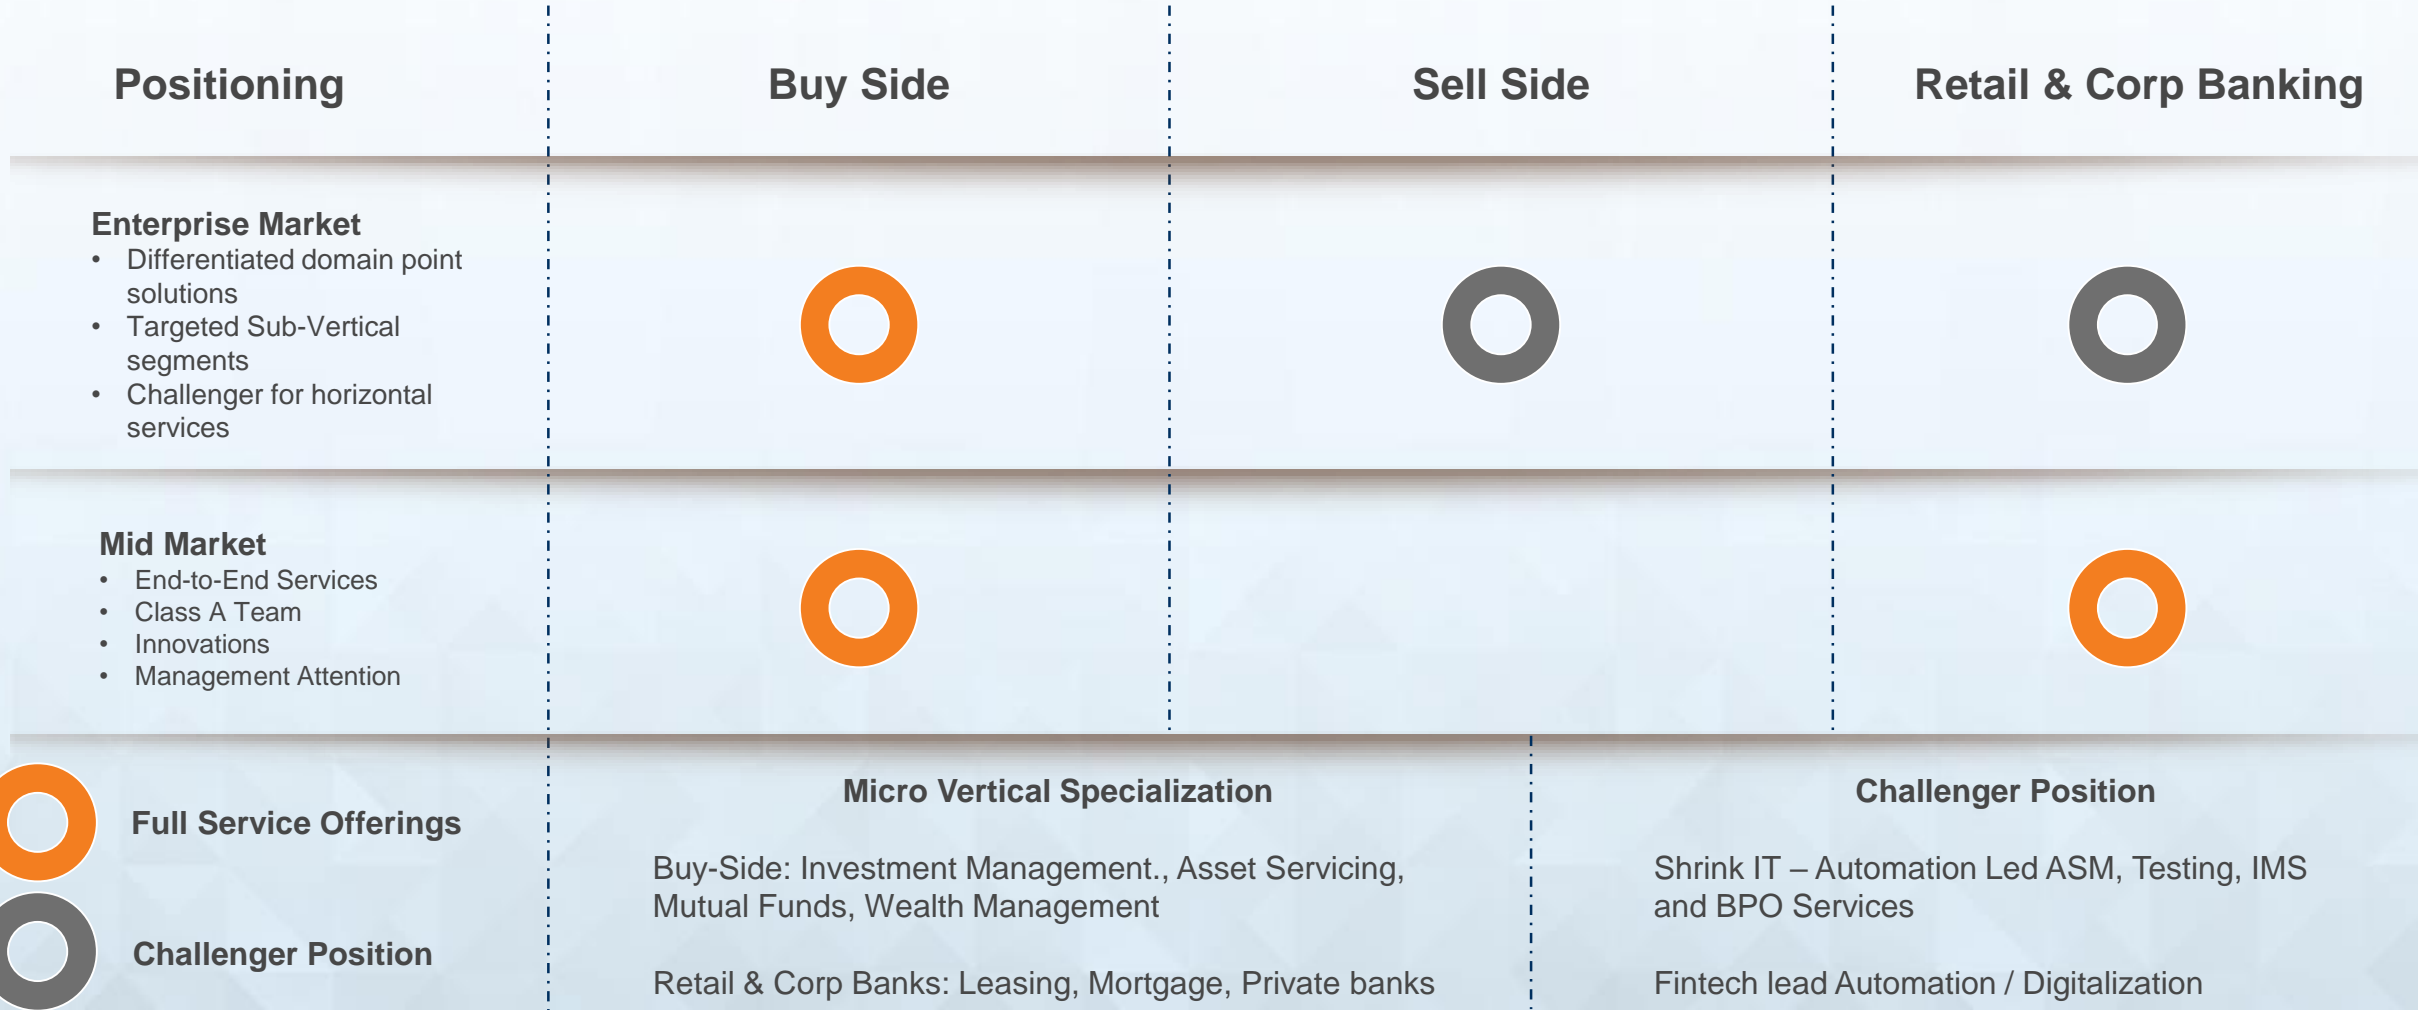 Positioning
Buy Side
Sell Side
Retail & Corp Banking
Enterprise Market
• Differentiated domain point
solutions
• Targeted Sub-Vertical
segments
• Challenger for horizontal
services
Mid Market
• End-to-End Services
• Class A Team
• Innovations
• Management Attention
Full Service Offerings
Challenger Position
Micro Vertical Specialization
Buy-Side: Investment Management., Asset Servicing,
Mutual Funds, Wealth Management
Retail & Corp Banks: Leasing, Mortgage, Private banks
Challenger Position
Shrink IT – Automation Led ASM, Testing, IMS
and BPO Services
Fintech lead Automation / Digitalization